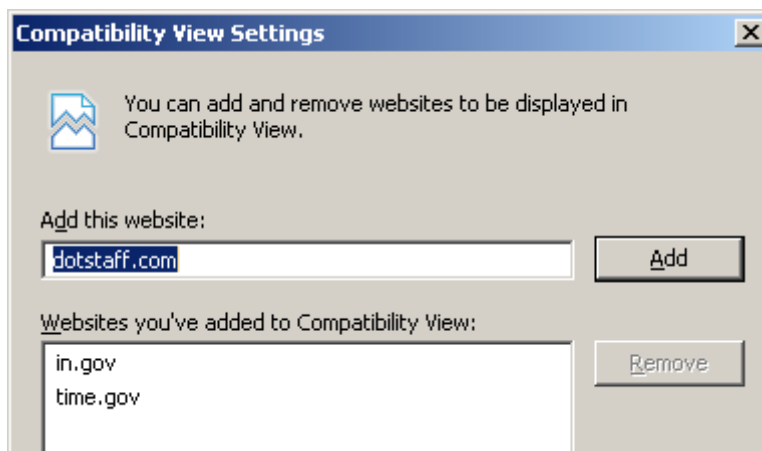 Compatibility View Settings
You can add and remove websites to be displayed in
Compatibility View.
Add this website:
dotstaff.com
Add
Websites you've added to Compatibility View:
in.gov
time.gov
Remove